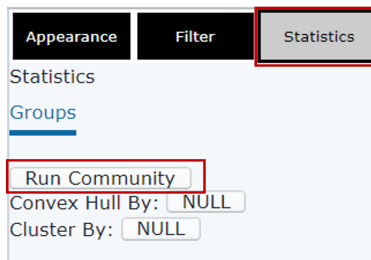 Appearance Filter Statistics
Statistics
Groups
Run Community
Convex Hull By: NULL
Cluster By: NULL